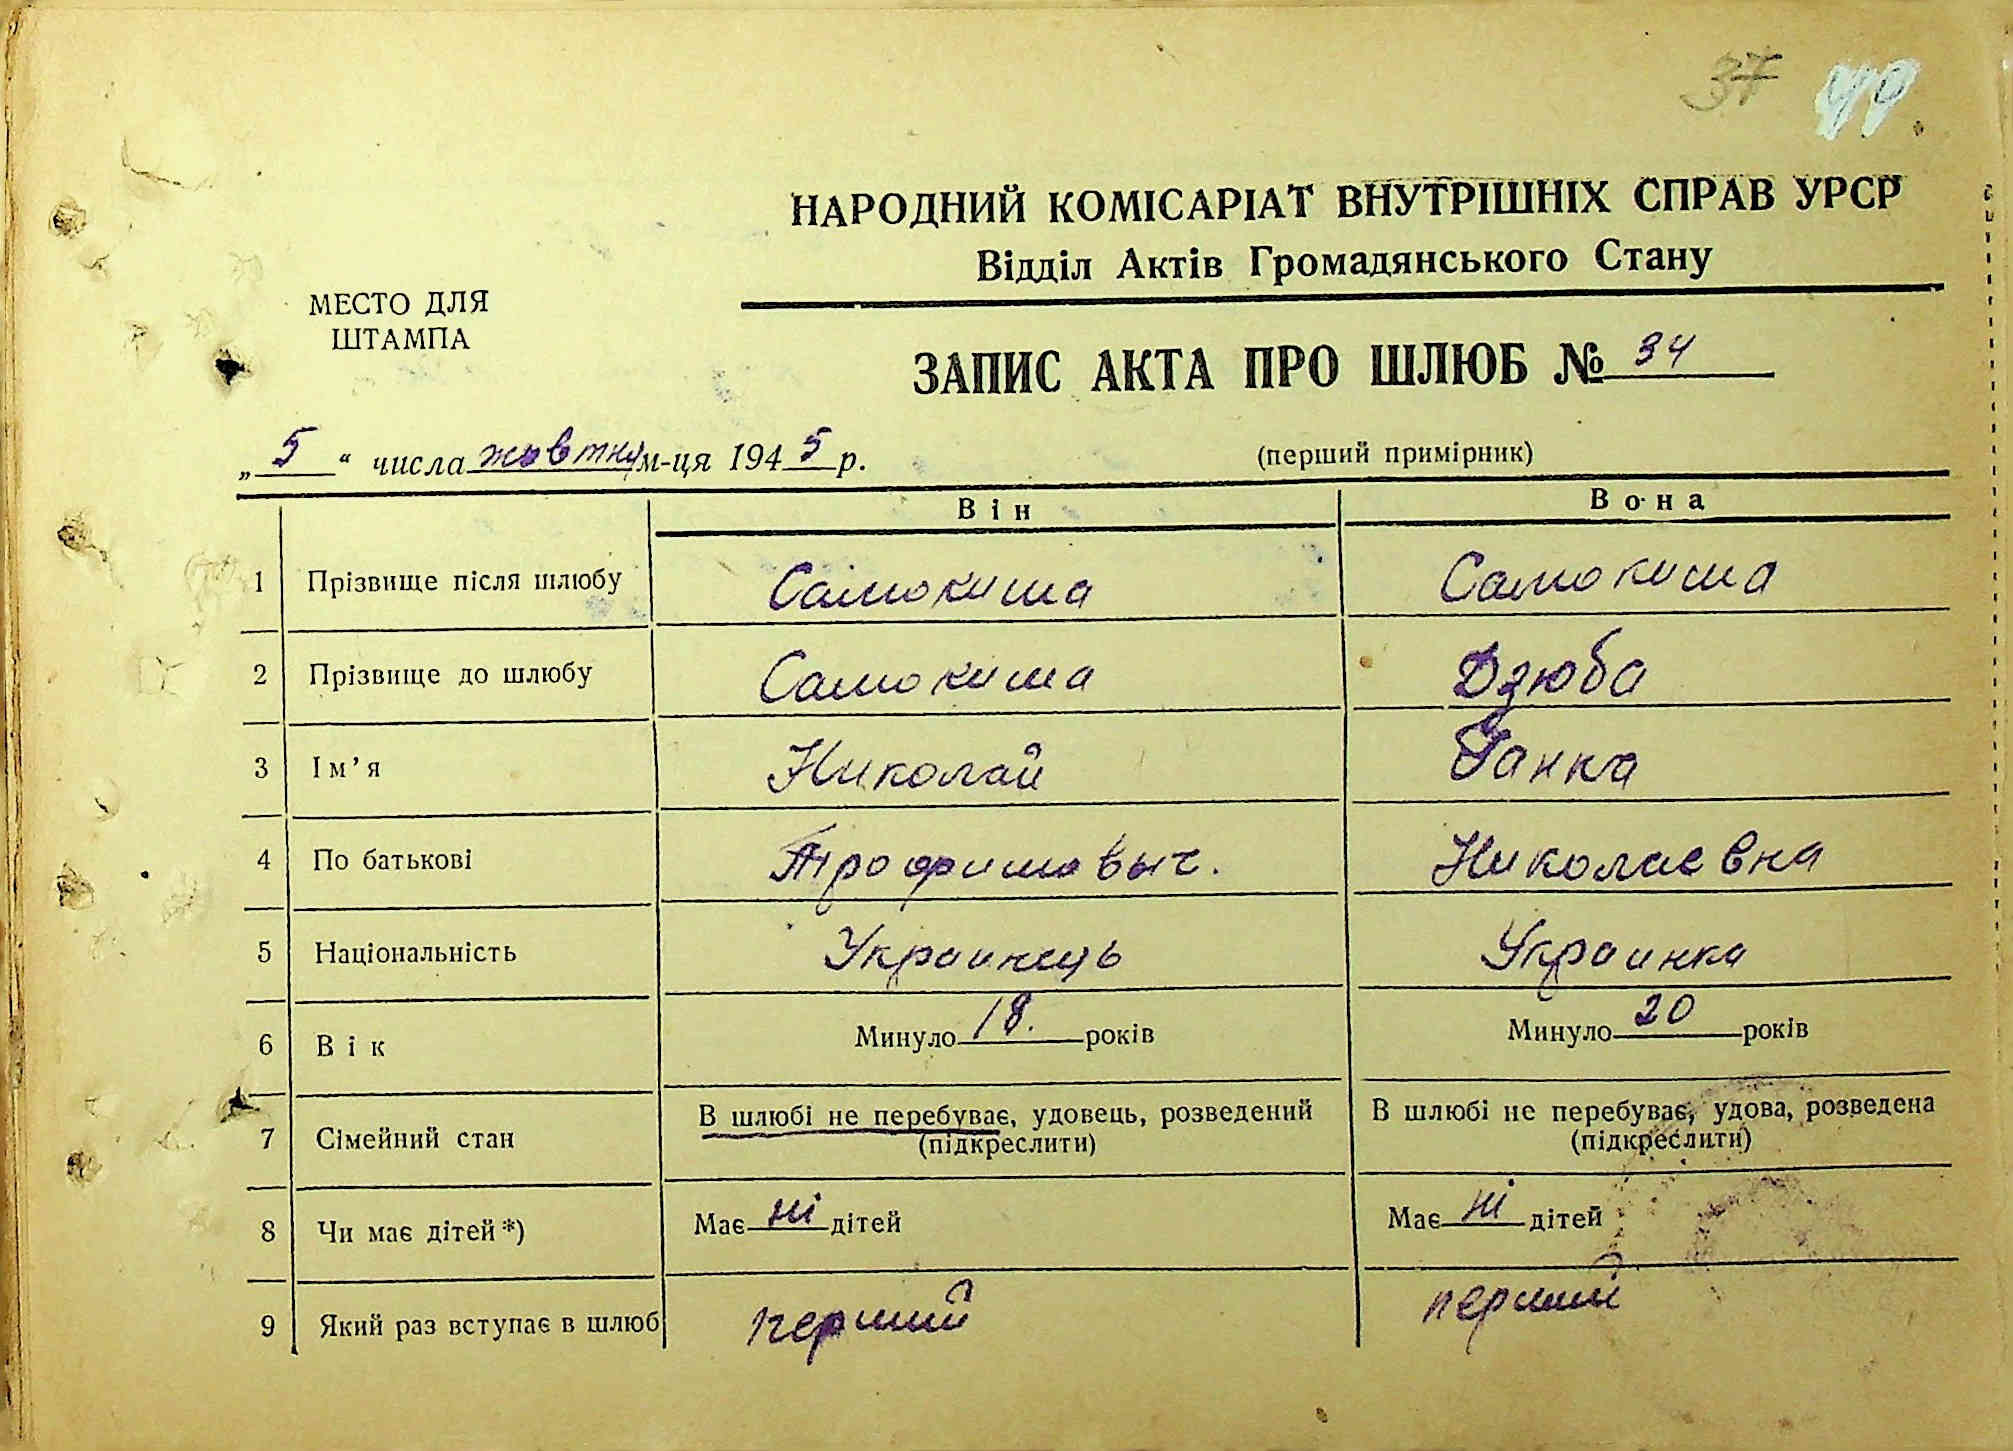 37 40
НАРОДНИЙ КОМІСАРІАТ ВНУТРІШНІХ СПРАВ УРСР
Відділ Актів Громадянського Стану
МЕСТО ДЛЯ
ШТАМПА
ЗАПИС АКТА ПРО ШЛЮБ № 34
„5“ числа жовтня м-ця 1945 р. (перший примірник)
Він Вона
1 Прізвище після шлюбу Самокиша Самокиша
2 Прізвище до шлюбу Самокиша Дзюба
3 Ім’я Николай Ганка
4 По батькові Трофимовыч. Николаевна
5 Національність Украинець Украинка
6 Вік Минуло 18. років Минуло 20 років
7 Сімейний стан В шлюбі не перебуває, удовець, розведений (підкреслити) В шлюбі не перебуває, удова, розведена (підкреслити)
8 Чи має дітей *) Має ні дітей Має ні дітей
9 Який раз вступає в шлюб перший перший